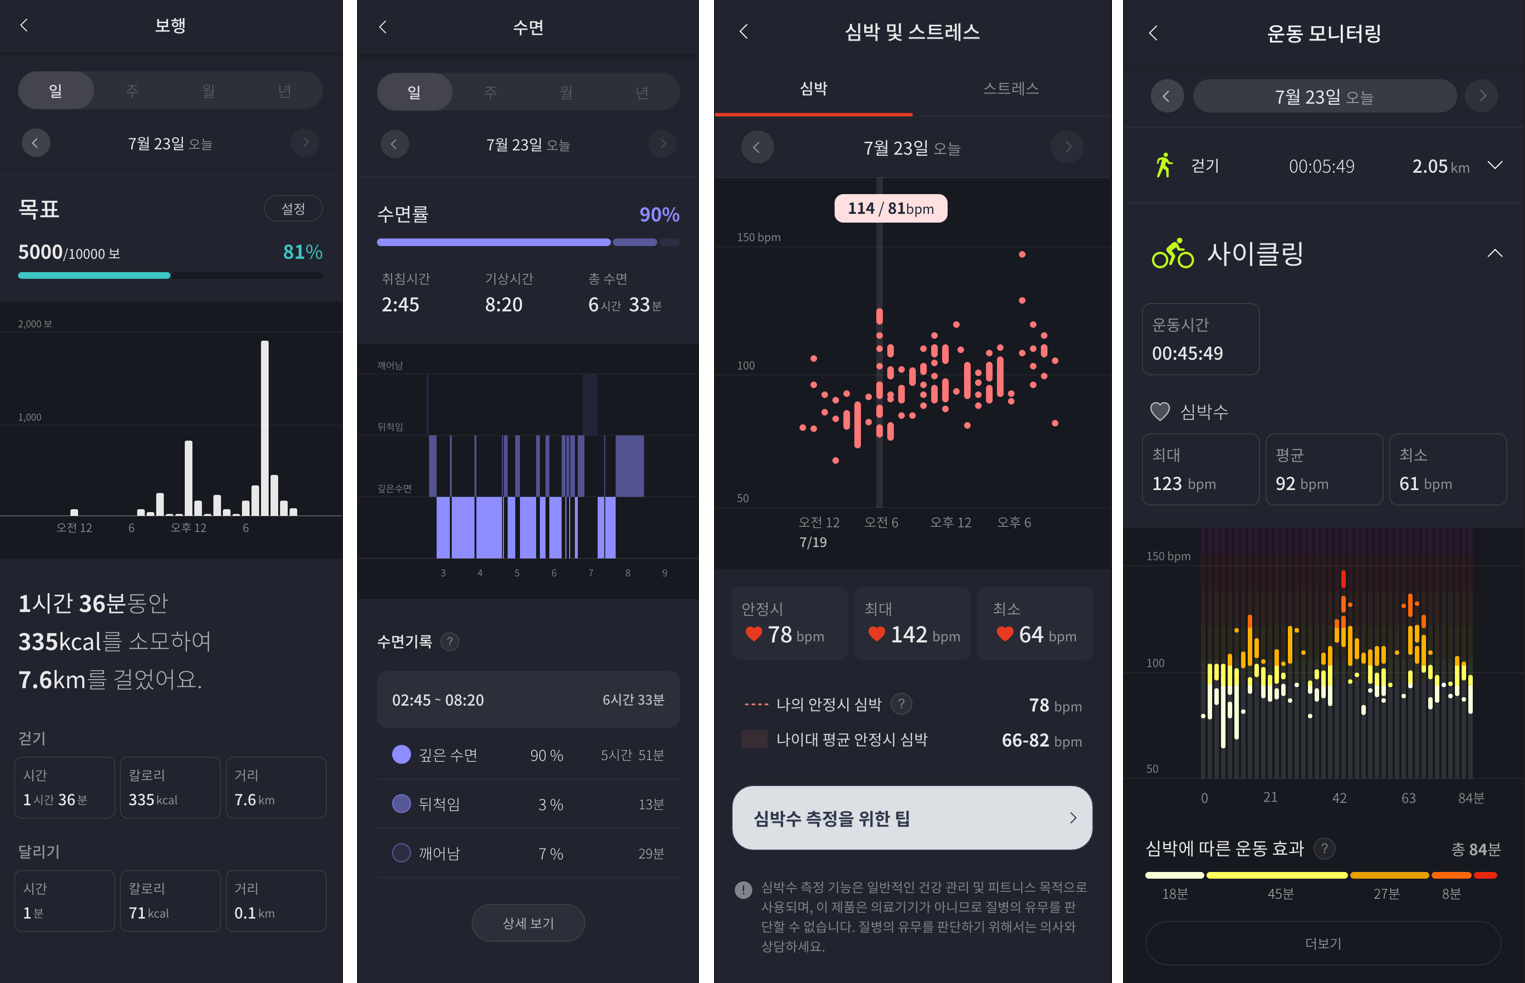 보행
일 주 월 년
7월 23일 오늘
목표
설정
5000/10000 보 81%
2,000 보
1,000
오전 12 6 오후 12 6
1시간 36분동안
335kcal를 소모하여
7.6km를 걸었어요.
걷기
시간 칼로리 거리
1 시간 36 분 335 kcal 7.6 km
달리기
시간 칼로리 거리
1 분 71 kcal 0.1 km
수면
일 주 월 년
7월 23일 오늘
수면률 90%
취침시간 기상시간 총 수면
2:45 8:20 6 시간 33 분
깨어남
뒤척임
깊은수면
3 4 5 6 7 8 9
수면기록 ?
02:45 ~ 08:20 6시간 33분
깊은 수면 90 % 5시간 51분
뒤척임 3 % 13분
깨어남 7 % 29분
상세 보기
심박 및 스트레스
심박 스트레스
7월 23일 오늘
114 / 81bpm
150 bpm
100
50
오전 12 오전 6 오후 12 오후 6
7/19
안정시 최대 최소
78 bpm 142 bpm 64 bpm
나의 안정시 심박 ? 78 bpm
나이대 평균 안정시 심박 66-82 bpm
심박수 측정을 위한 팁
심박수 측정 기능은 일반적인 건강 관리 및 피트니스 목적으로
사용되며, 이 제품은 의료기기가 아니므로 질병의 유무를 판
단할 수 없습니다. 질병의 유무를 판단하기 위해서는 의사와
상담하세요.
운동 모니터링
7월 23일 오늘
걷기 00:05:49 2.05 km
사이클링
운동시간
00:45:49
심박수
최대 평균 최소
123 bpm 92 bpm 61 bpm
150 bpm
100
50
0 21 42 63 84분
심박에 따른 운동 효과 ? 총 84분
18분 45분 27분 8분
더보기